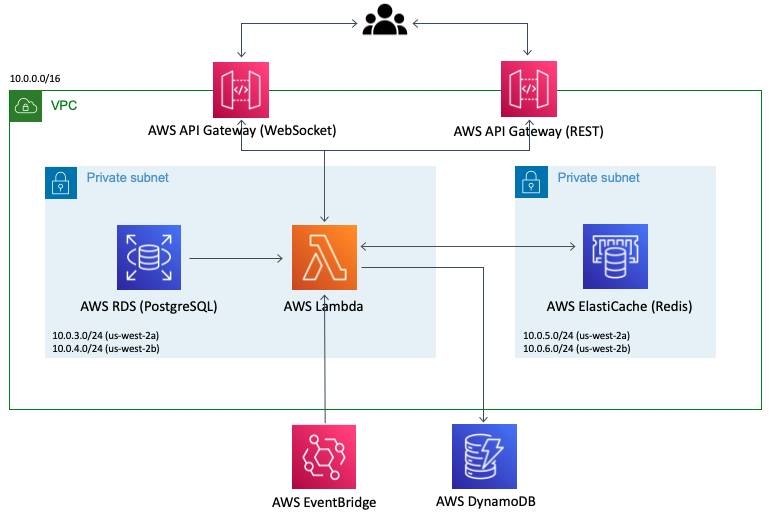 10.0.0.0/16
VPC
AWS API Gateway (WebSocket)
AWS API Gateway (REST)
Private subnet
Private subnet
AWS RDS (PostgreSQL)
AWS Lambda
AWS ElastiCache (Redis)
10.0.3.0/24 (us-west-2a)
10.0.4.0/24 (us-west-2b)
10.0.5.0/24 (us-west-2a)
10.0.6.0/24 (us-west-2b)
AWS EventBridge
AWS DynamoDB